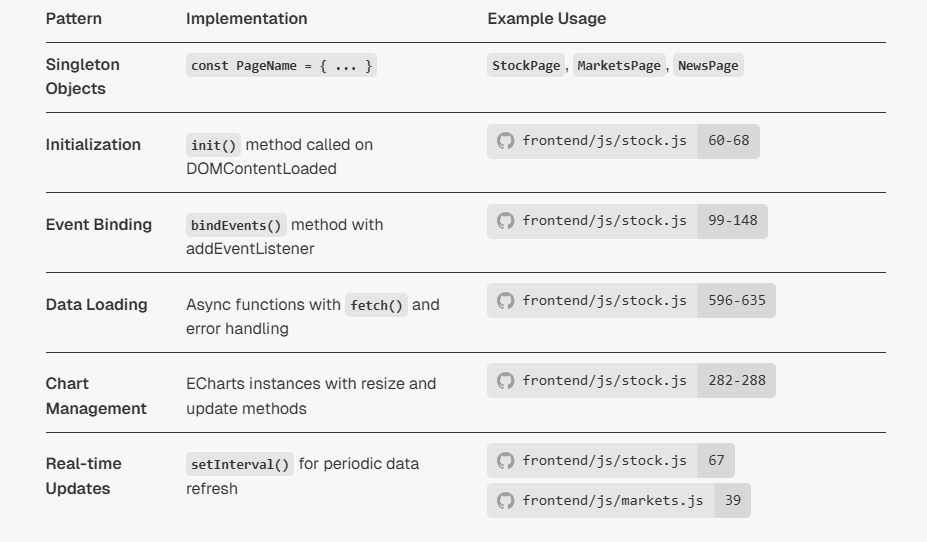 Pattern Implementation Example Usage
Singleton Objects const PageName = { ... } StockPage, MarketsPage, NewsPage
Initialization init() method called on DOMContentLoaded frontend/js/stock.js 60-68
Event Binding bindEvents() method with addEventListener frontend/js/stock.js 99-148
Data Loading Async functions with fetch() and error handling frontend/js/stock.js 596-635
Chart Management ECharts instances with resize and update methods frontend/js/stock.js 282-288
Real-time Updates setInterval() for periodic data refresh frontend/js/stock.js 67
frontend/js/markets.js 39